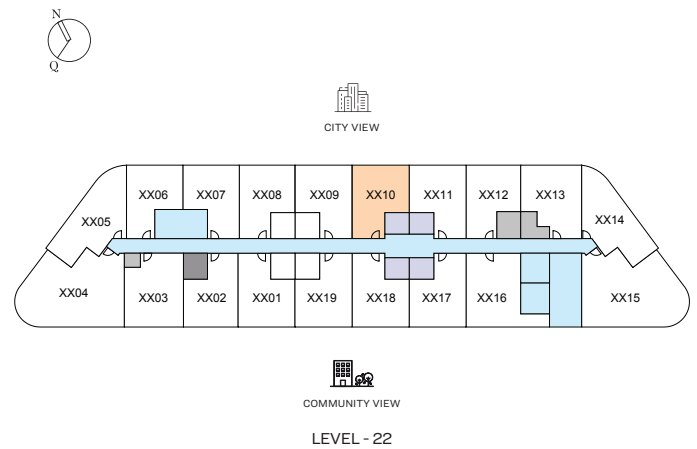 N
Q
CITY VIEW
XX06 XX07 XX08 XX09 XX10 XX11 XX12 XX13
XX05 XX14
XX04 XX03 XX02 XX01 XX19 XX18 XX17 XX16 XX15
COMMUNITY VIEW
LEVEL - 22